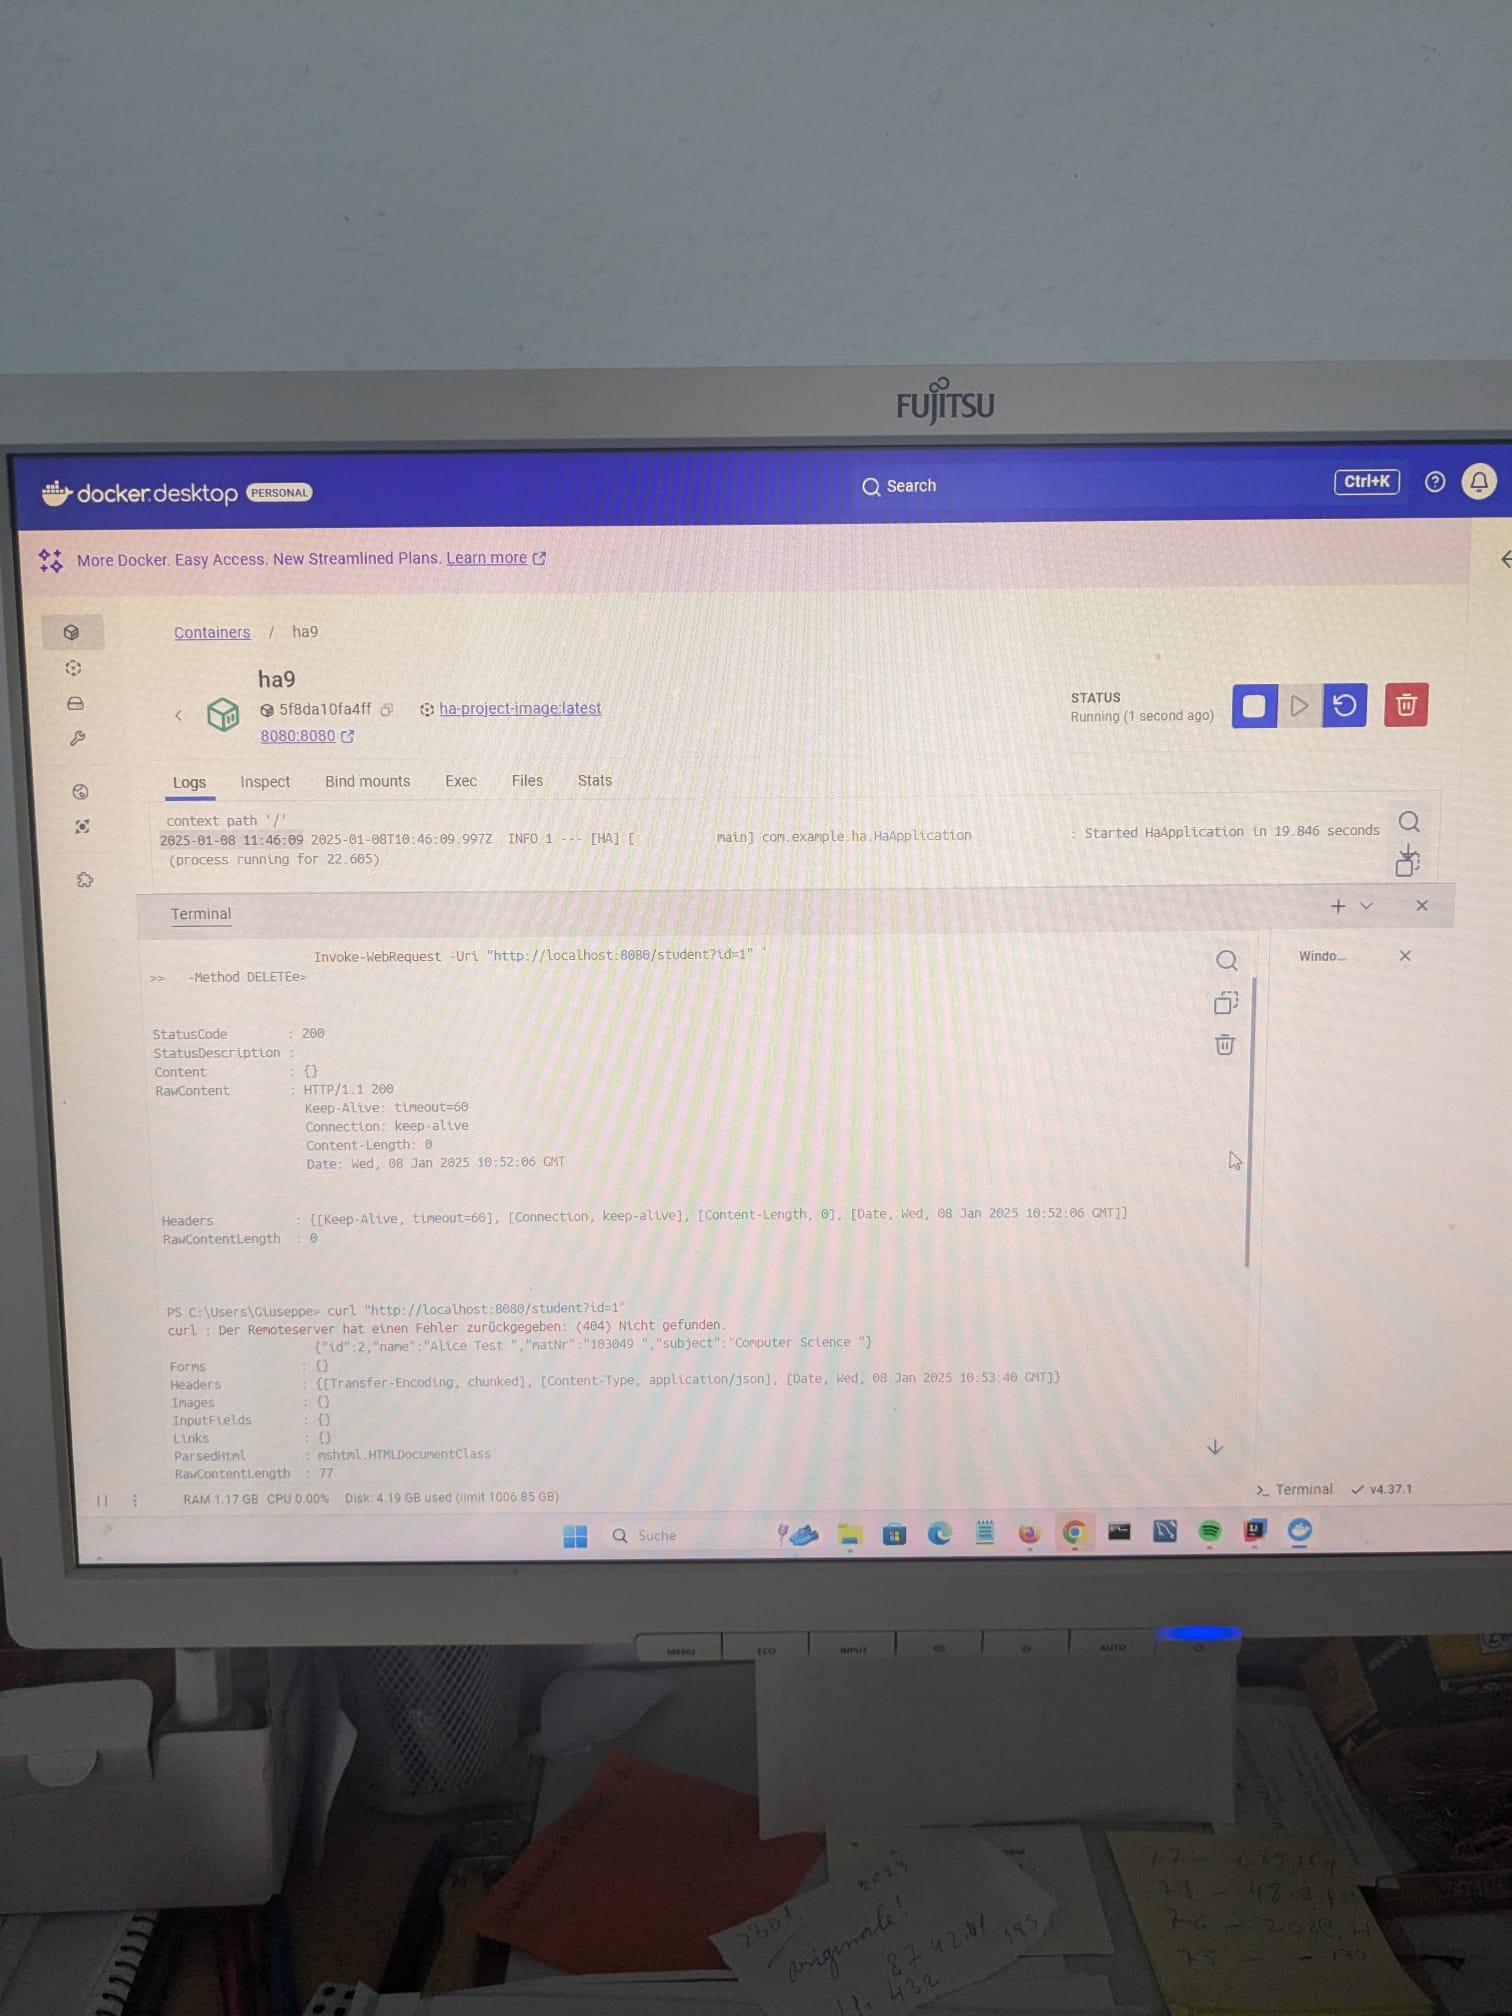 FUJITSU
docker.desktop PERSONAL
Search
Ctrl+K
More Docker. Easy Access. New Streamlined Plans. Learn more
Containers / ha9
ha9
5f8da10fa4ff ha-project-image:latest
8080:8080
STATUS
Running (1 second ago)
Logs Inspect Bind mounts Exec Files Stats
context path '/'
2025-01-08 11:46:09 2025-01-08T10:46:09.997Z INFO 1 --- [HA] [ main] com.example.ha.HaApplication : Started HaApplication in 19.846 seconds
(process running for 22.605)
Terminal
Invoke-WebRequest -Uri "http://localhost:8080/student?id=1" `
>> -Method DELETEe>
Windo...
StatusCode : 200
StatusDescription :
Content : {}
RawContent : HTTP/1.1 200
Keep-Alive: timeout=60
Connection: keep-alive
Content-Length: 0
Date: Wed, 08 Jan 2025 10:52:06 GMT
Headers : {[Keep-Alive, timeout=60], [Connection, keep-alive], [Content-Length, 0], [Date, Wed, 08 Jan 2025 10:52:06 GMT]}
RawContentLength : 0
PS C:\Users\Giuseppe> curl "http://localhost:8080/student?id=1"
curl : Der Remoteserver hat einen Fehler zurückgegeben: (404) Nicht gefunden.
{"id":2,"name":"Alice Test ","matNr":"103049 ","subject":"Computer Science "}
Forms : {}
Headers : {[Transfer-Encoding, chunked], [Content-Type, application/json], [Date, Wed, 08 Jan 2025 10:53:40 GMT]}
Images : {}
InputFields : {}
Links : {}
ParsedHtml : mshtml.HTMLDocumentClass
RawContentLength : 77
RAM 1.17 GB CPU 0.00% Disk: 4.19 GB used (limit 1006.85 GB)
>_ Terminal v4.37.1
Suche
MENU ECO INPUT AUTO
2023
originale!
87 42
432